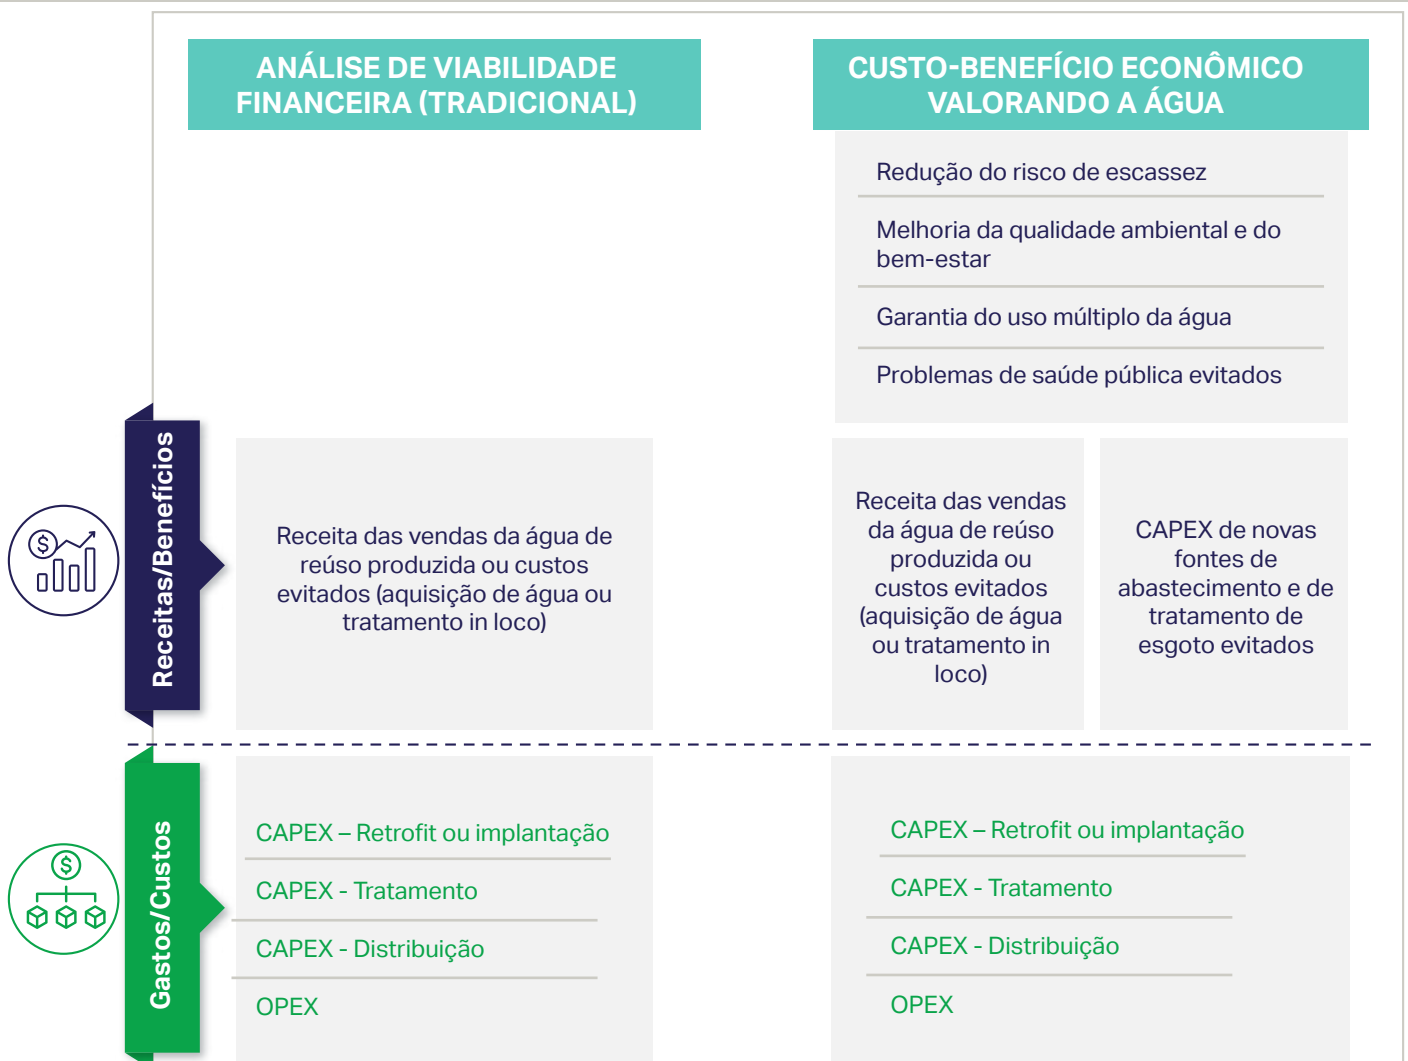 ANÁLISE DE VIABILIDADE
FINANCEIRA (TRADICIONAL)
CUSTO-BENEFÍCIO ECONÔMICO
VALORANDO A ÁGUA
Redução do risco de escassez
Melhoria da qualidade ambiental e do
bem-estar
Garantia do uso múltiplo da água
Problemas de saúde pública evitados
Receitas/Benefícios
$
Receita das vendas da água de
reúso produzida ou custos
evitados (aquisição de água ou
tratamento in loco)
Receita das vendas
da água de reúso
produzida ou
custos evitados
(aquisição de água
ou tratamento in
loco)
CAPEX de novas
fontes de
abastecimento e de
tratamento de
esgoto evitados
Gastos/Custos
$
CAPEX – Retrofit ou implantação
CAPEX - Tratamento
CAPEX - Distribuição
OPEX
CAPEX – Retrofit ou implantação
CAPEX - Tratamento
CAPEX - Distribuição
OPEX